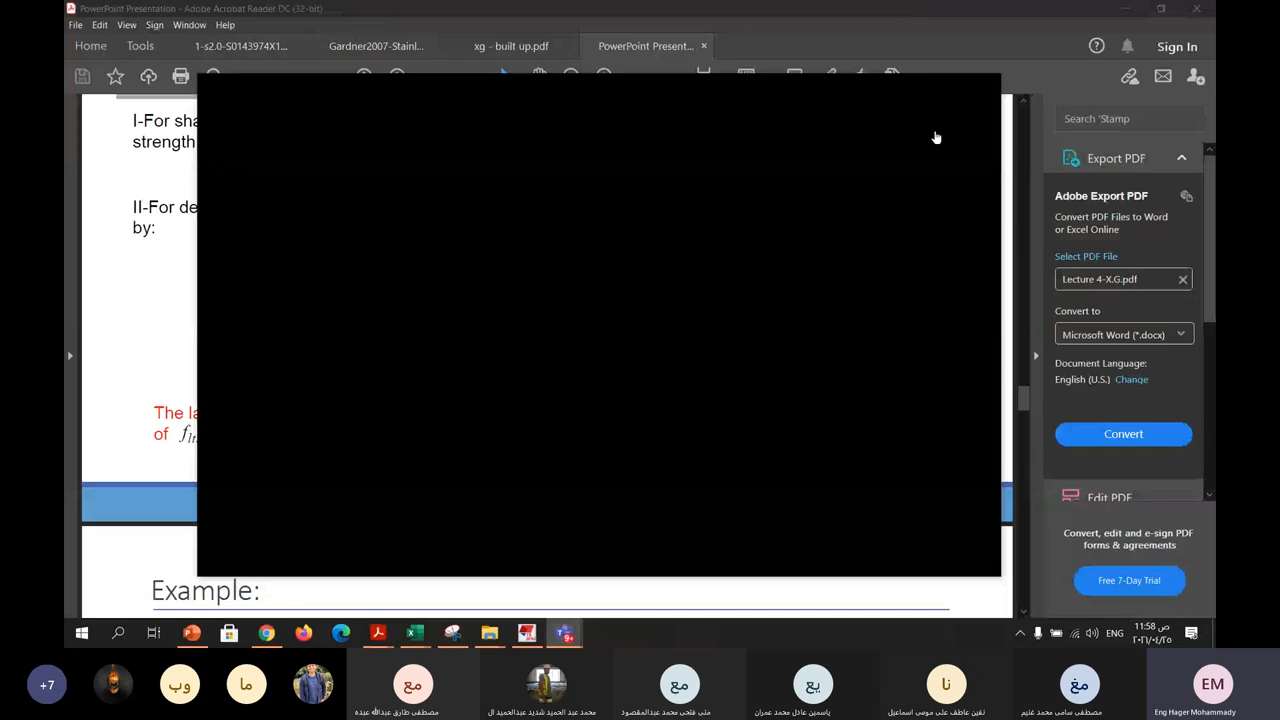 PowerPoint Presentation - Adobe Acrobat Reader DC (32-bit)
File Edit View Sign Window Help
Home Tools 1-s2.0-S0143974X1... Gardner2007-Stainl... xg - built up.pdf PowerPoint Present... × Sign In
I-For sha
strength
II-For de
by:
The la
of f
Example:
Search 'Stamp
Export PDF
Adobe Export PDF
Convert PDF Files to Word
or Excel Online
Select PDF File
Lecture 4-X.G.pdf
Convert to
Microsoft Word (*.docx)
Document Language:
English (U.S.) Change
Convert
Edit PDF
Convert, edit and e-sign PDF
forms & agreements
Free 7-Day Trial
9+
ENG
11:58 ص
٢٠٢١/٠٤/٢٥
+7 وب ما مع مع يع نا مغ EM
مصطفى طارق عبدالله عبده
محمد عبد الحميد شديد عبدالحميد ال
منى فتحى محمد عبدالمقصود
ياسمين عادل محمد عمران
نفين عاطف على موسى اسماعيل
مصطفى سامى محمد غنيم
Eng Hager Mohammady